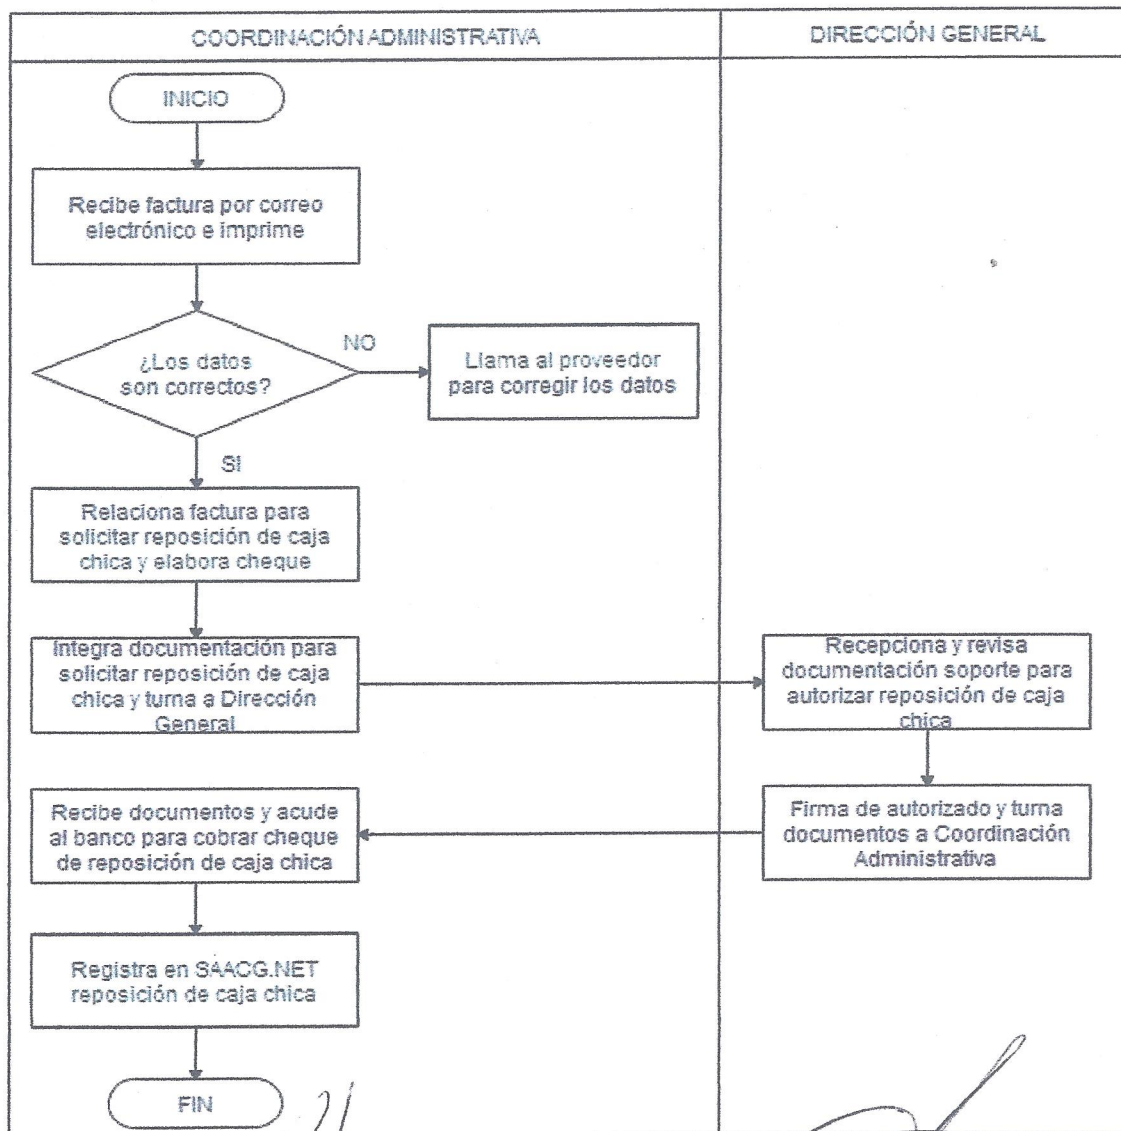 COORDINACIÓN ADMINISTRATIVA
DIRECCIÓN GENERAL
INICIO
Recibe factura por correo
electrónico e imprime
¿Los datos
son correctos?
NO
Llama al proveedor
para corregir los datos
SI
Relaciona factura para
solicitar reposición de caja
chica y elabora cheque
Integra documentación para
solicitar reposición de caja
chica y turna a Dirección
General
Recepciona y revisa
documentación soporte para
autorizar reposición de caja
chica
Firma de autorizado y turna
documentos a Coordinación
Administrativa
Recibe documentos y acude
al banco para cobrar cheque
de reposición de caja chica
Registra en SAACG.NET
reposición de caja chica
FIN